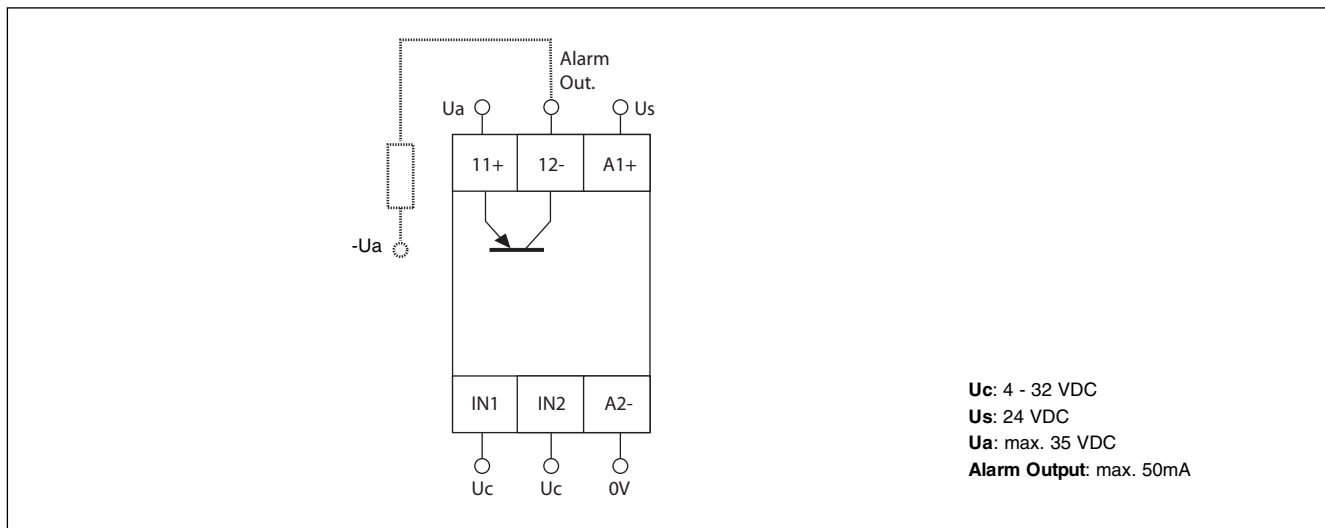 Alarm
Out.
Ua
Us
11+
12-
A1+
-Ua
IN1
IN2
A2-
Uc
Uc
0V
Uc: 4 - 32 VDC
Us: 24 VDC
Ua: max. 35 VDC
Alarm Output: max. 50mA